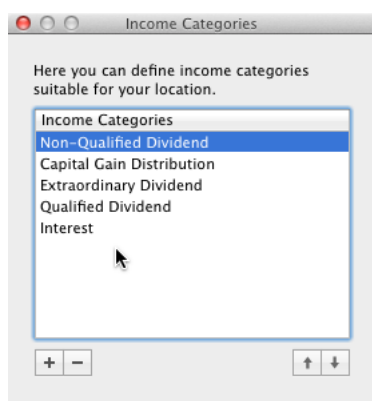 Income Categories
Here you can define income categories
suitable for your location.
Income Categories
Non-Qualified Dividend
Capital Gain Distribution
Extraordinary Dividend
Qualified Dividend
Interest